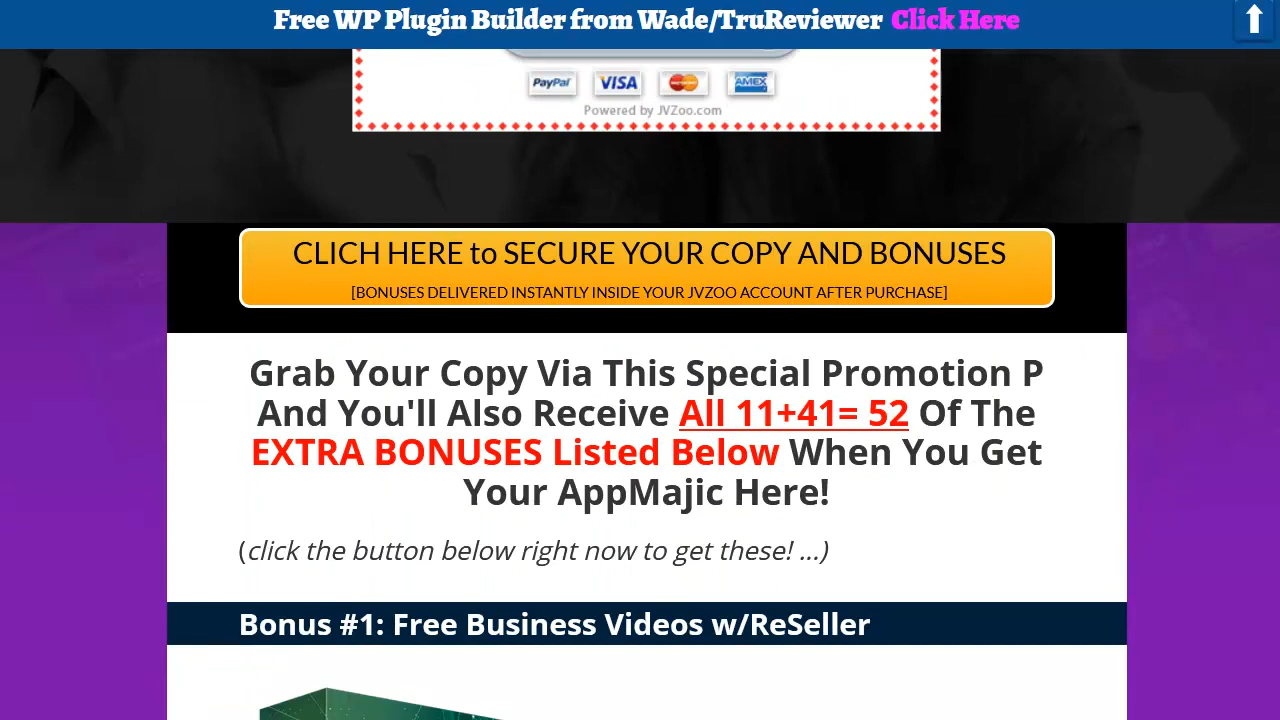 Free WP Plugin Builder from Wade/TruReviewer Click Here
PayPal VISA MasterCard AMEX
Powered by JVZoo.com
CLICH HERE to SECURE YOUR COPY AND BONUSES
[BONUSES DELIVERED INSTANTLY INSIDE YOUR JVZOO ACCOUNT AFTER PURCHASE]
Grab Your Copy Via This Special Promotion P
And You'll Also Receive All 11+41= 52 Of The
EXTRA BONUSES Listed Below When You Get
Your AppMajic Here!
(click the button below right now to get these! ...)
Bonus #1: Free Business Videos w/ReSeller